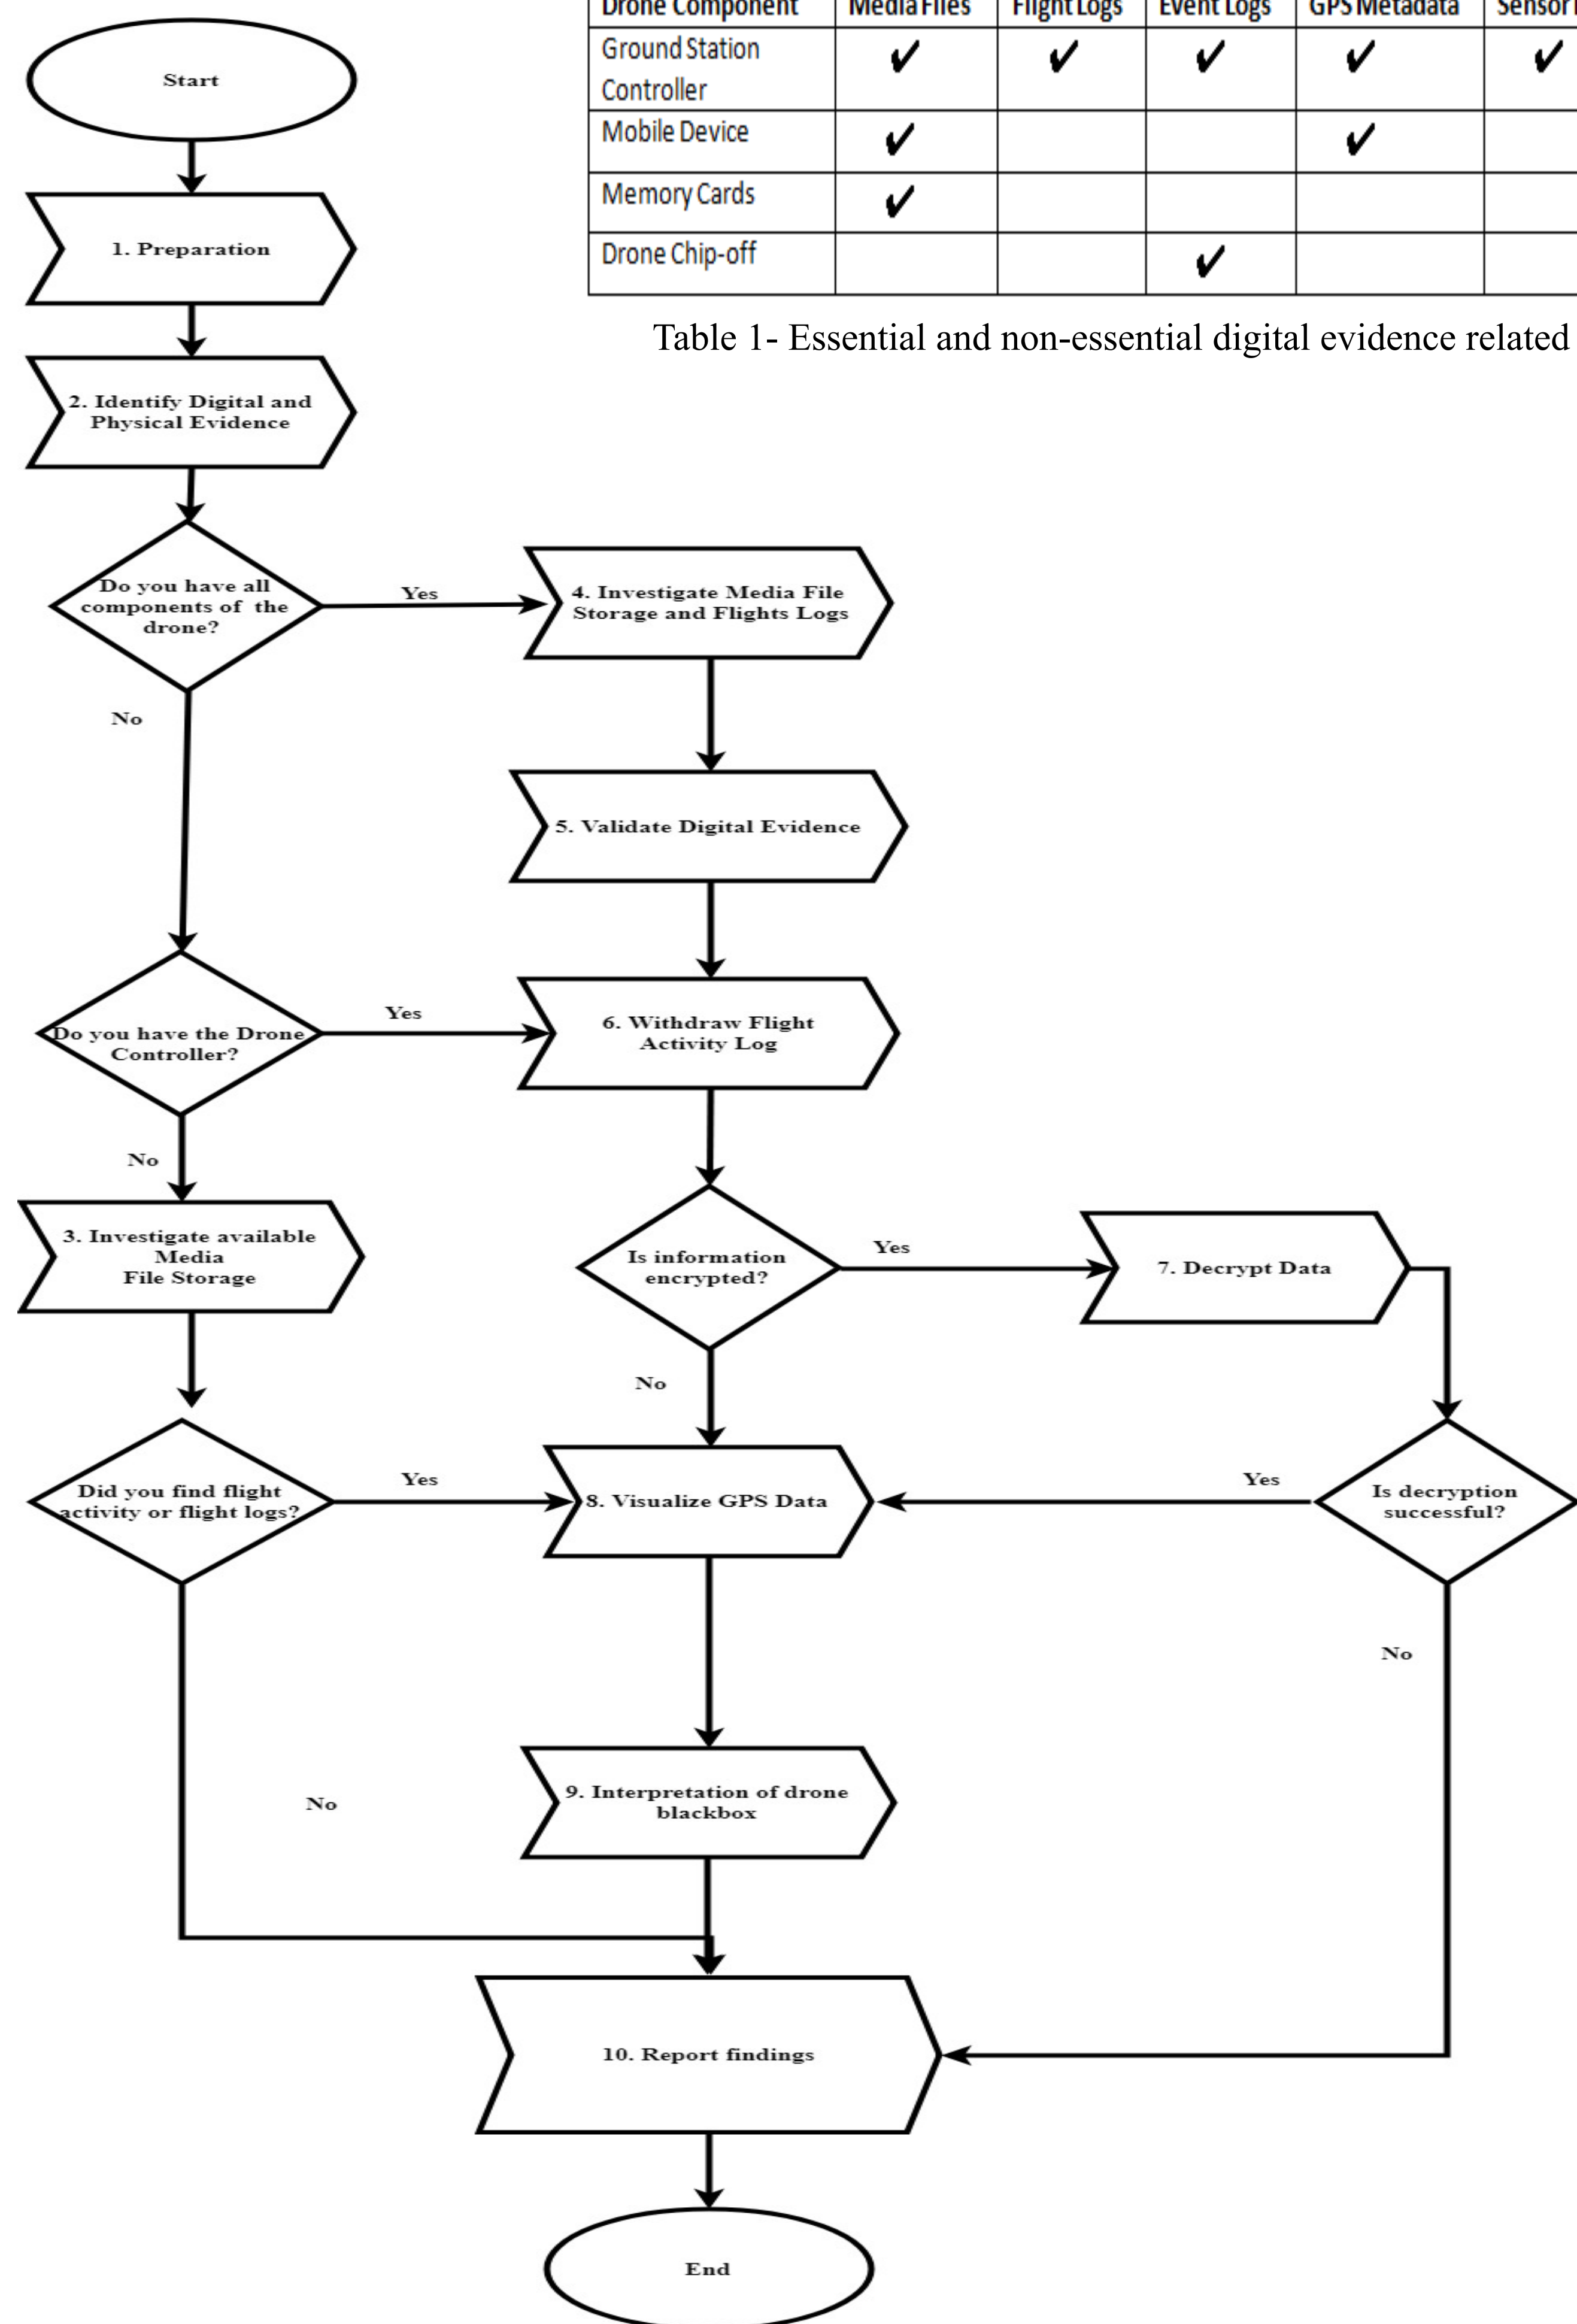 Drone Component Media Files Flight Logs Event Logs GPS Metadata Sensor
Ground Station ✔ ✔ ✔ ✔ ✔
Controller
Mobile Device ✔ ✔
Memory Cards ✔
Drone Chip-off ✔
Table 1- Essential and non-essential digital evidence related
Start
1. Preparation
2. Identify Digital and
Physical Evidence
Do you have all
components of the
drone?
Yes
No
4. Investigate Media File
Storage and Flights Logs
5. Validate Digital Evidence
Do you have the Drone
Controller?
Yes
No
6. Withdraw Flight
Activity Log
3. Investigate available
Media
File Storage
Is information
encrypted?
Yes
No
7. Decrypt Data
Did you find flight
activity or flight logs?
Yes
No
8. Visualize GPS Data
Is decryption
successful?
Yes
No
9. Interpretation of drone
blackbox
10. Report findings
End